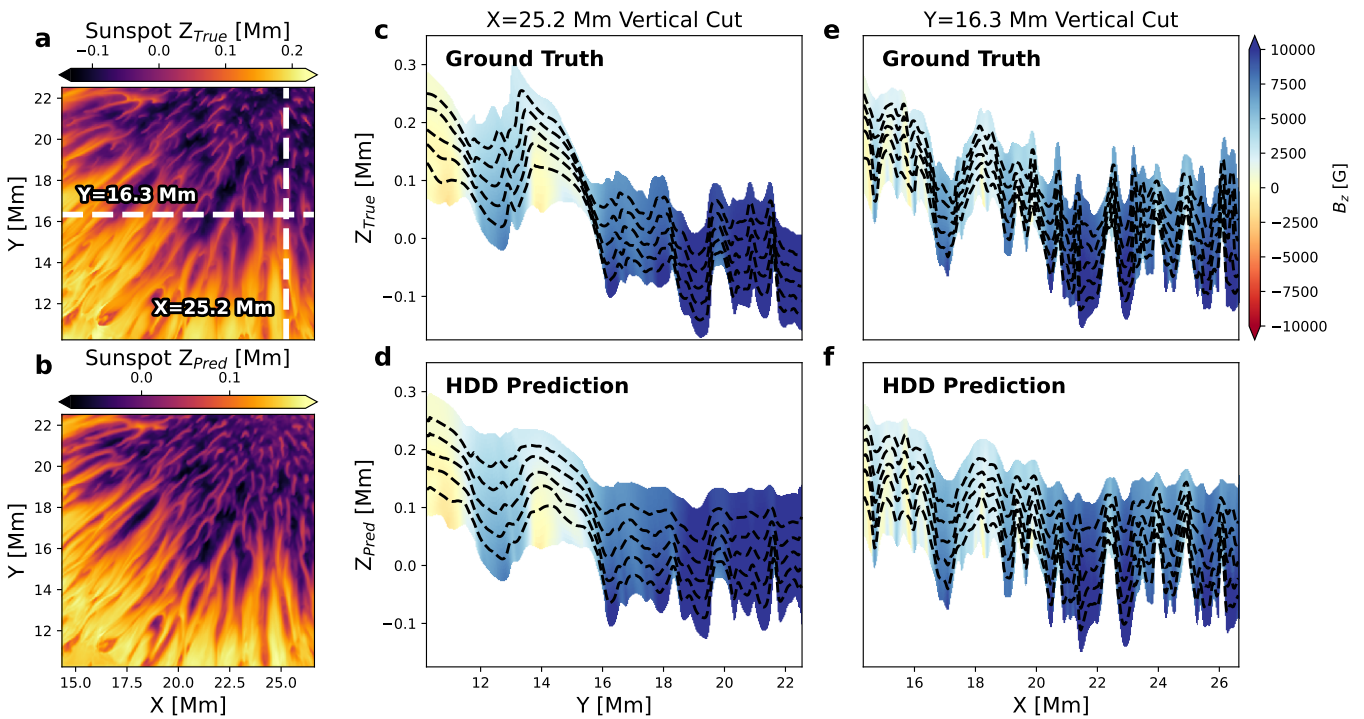 a
Sunspot Z_True [Mm]
−0.1 0.0 0.1 0.2
22
20
18
16
14
12
Y [Mm]
Y=16.3 Mm
X=25.2 Mm
b
Sunspot Z_Pred [Mm]
0.0 0.1
22
20
18
16
14
12
Y [Mm]
15.0 17.5 20.0 22.5 25.0
X [Mm]
c
X=25.2 Mm Vertical Cut
Ground Truth
0.3
0.2
0.1
0.0
−0.1
Z_True [Mm]
d
HDD Prediction
0.3
0.2
0.1
0.0
−0.1
Z_Pred [Mm]
12 14 16 18 20 22
Y [Mm]
e
Y=16.3 Mm Vertical Cut
Ground Truth
f
HDD Prediction
16 18 20 22 24 26
X [Mm]
10000
7500
5000
2500
0
−2500
−5000
−7500
−10000
B_z [G]